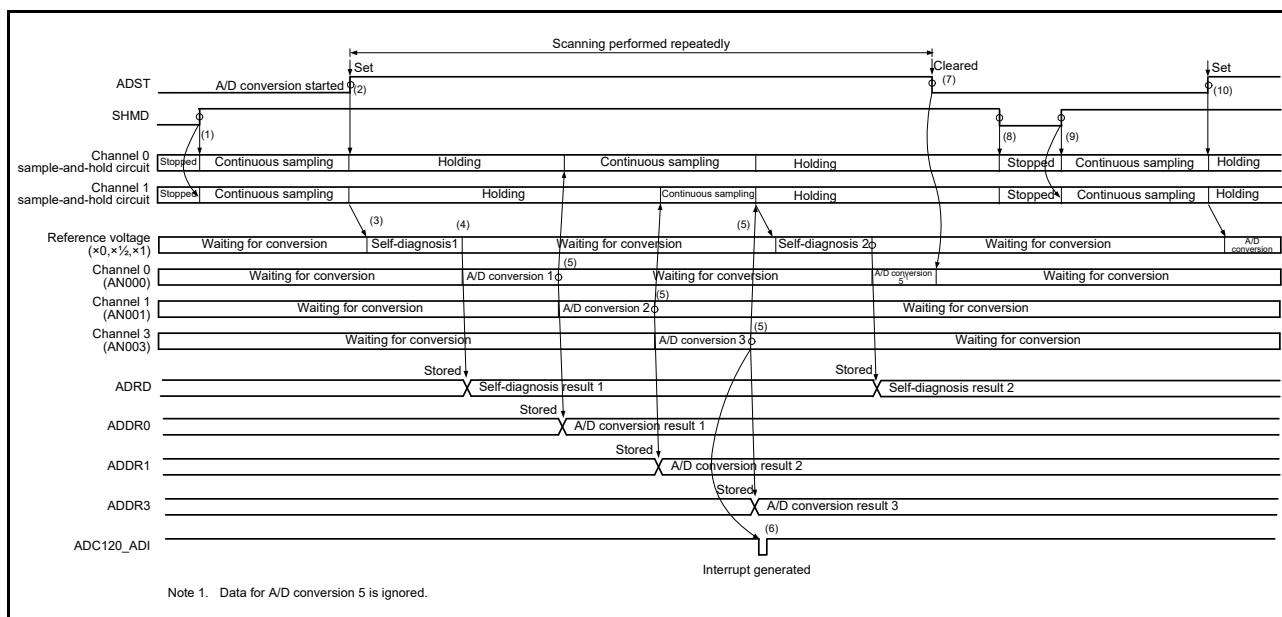 Scanning performed repeatedly
Set
Cleared
Set
ADST
A/D conversion started
(2)
(7)
(10)
SHMD
(1)
(8)
(9)
Channel 0
sample-and-hold circuit
Stopped
Continuous sampling
Holding
Continuous sampling
Holding
Stopped
Continuous sampling
Holding
Channel 1
sample-and-hold circuit
Stopped
Continuous sampling
Holding
Continuous sampling
Holding
Stopped
Continuous sampling
Holding
(3)
(4)
(5)
Reference voltage
(×0,×½,×1)
Waiting for conversion
Self-diagnosis1
Waiting for conversion
Self-diagnosis 2
Waiting for conversion
A/D
conversion
Channel 0
(AN000)
Waiting for conversion
A/D conversion 1
(5)
Waiting for conversion
A/D conversion
5
Waiting for conversion
Channel 1
(AN001)
Waiting for conversion
A/D conversion 2
(5)
Waiting for conversion
Channel 3
(AN003)
Waiting for conversion
A/D conversion 3
(5)
Waiting for conversion
ADRD
Stored
Self-diagnosis result 1
Stored
Self-diagnosis result 2
ADDR0
Stored
A/D conversion result 1
ADDR1
Stored
A/D conversion result 2
ADDR3
Stored
A/D conversion result 3
ADC120_ADI
(6)
Interrupt generated
Note 1. Data for A/D conversion 5 is ignored.